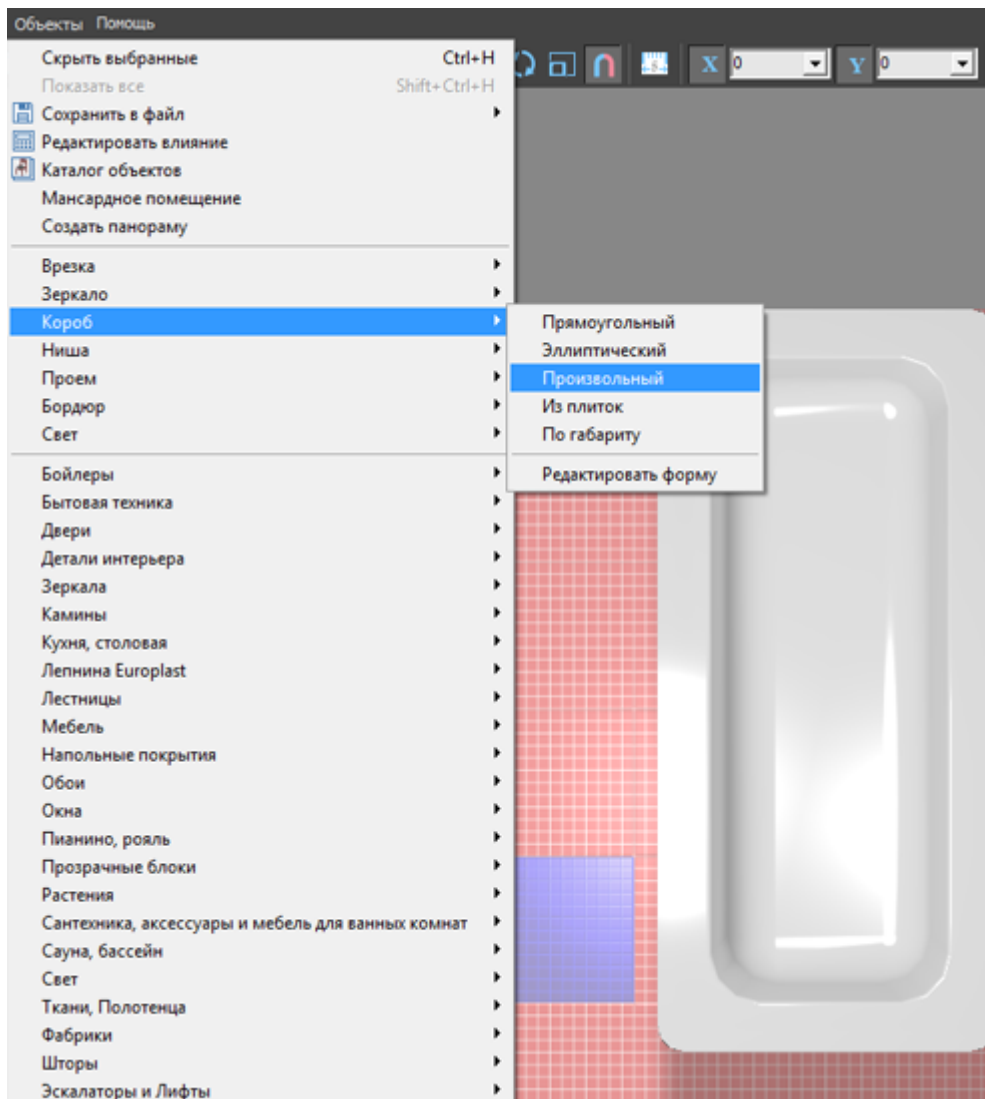 Объекты Помощь
Скрыть выбранные Ctrl+H
Показать все Shift+Ctrl+H
X 0 Y 0
Сохранить в файл
Редактировать влияние
Каталог объектов
Мансардное помещение
Создать панораму
Врезка
Зеркало
Короб
Ниша
Проем
Бордюр
Свет
Прямоугольный
Эллиптический
Произвольный
Из плиток
По габариту
Редактировать форму
Бойлеры
Бытовая техника
Двери
Детали интерьера
Зеркала
Камины
Кухня, столовая
Лепнина Europlast
Лестницы
Мебель
Напольные покрытия
Обои
Окна
Пианино, рояль
Прозрачные блоки
Растения
Сантехника, аксессуары и мебель для ванных комнат
Сауна, бассейн
Свет
Ткани, Полотенца
Фабрики
Шторы
Эскалаторы и Лифты